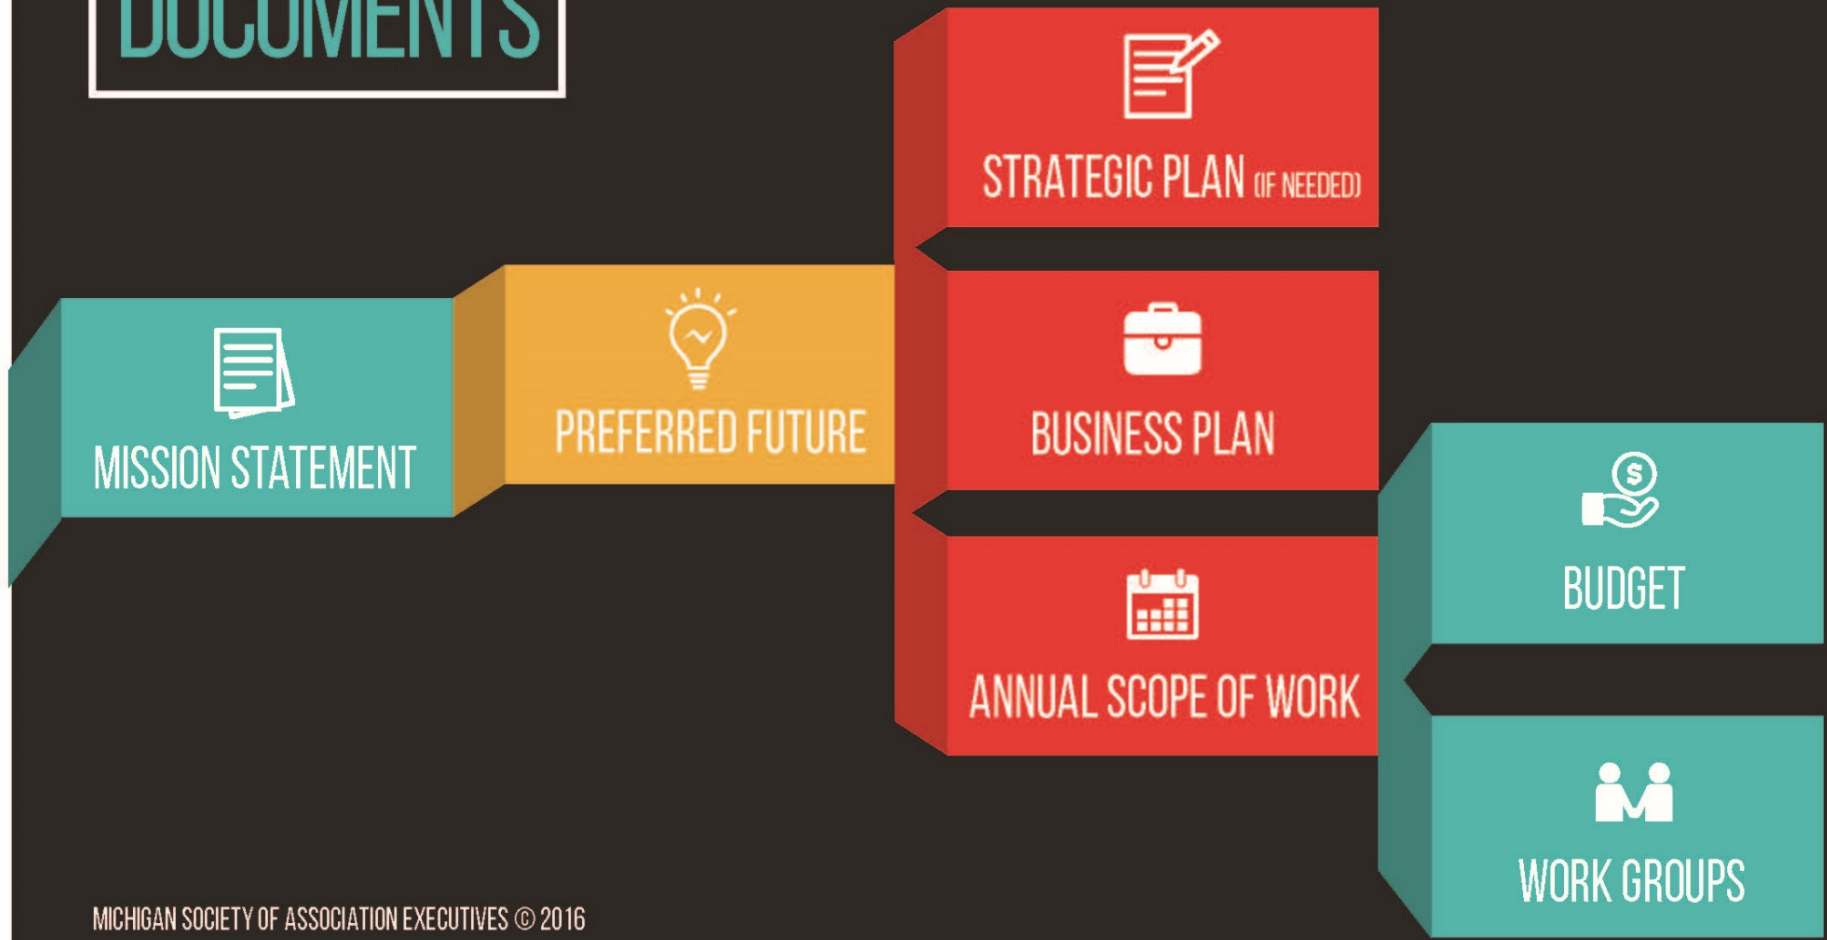 DOCUMENTS
STRATEGIC PLAN (IF NEEDED)
MISSION STATEMENT
PREFERRED FUTURE
BUSINESS PLAN
BUDGET
ANNUAL SCOPE OF WORK
WORK GROUPS
MICHIGAN SOCIETY OF ASSOCIATION EXECUTIVES © 2016